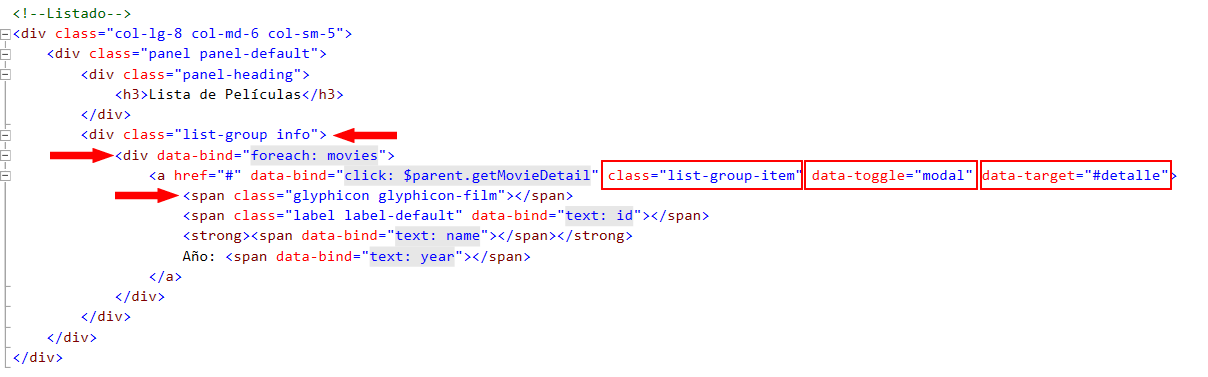 <!--Listado-->
<div class="col-lg-8 col-md-6 col-sm-5">
    <div class="panel panel-default">
        <div class="panel-heading">
            <h3>Lista de Películas</h3>
        </div>
        <div class="list-group info">
            <div data-bind="foreach: movies">
                <a href="#" data-bind="click: $parent.getMovieDetail" class="list-group-item" data-toggle="modal" data-target="#detalle">
                    <span class="glyphicon glyphicon-film"></span>
                    <span class="label label-default" data-bind="text: id"></span>
                    <strong><span data-bind="text: name"></span></strong>
                    Año: <span data-bind="text: year"></span>
                </a>
            </div>
        </div>
    </div>
</div>